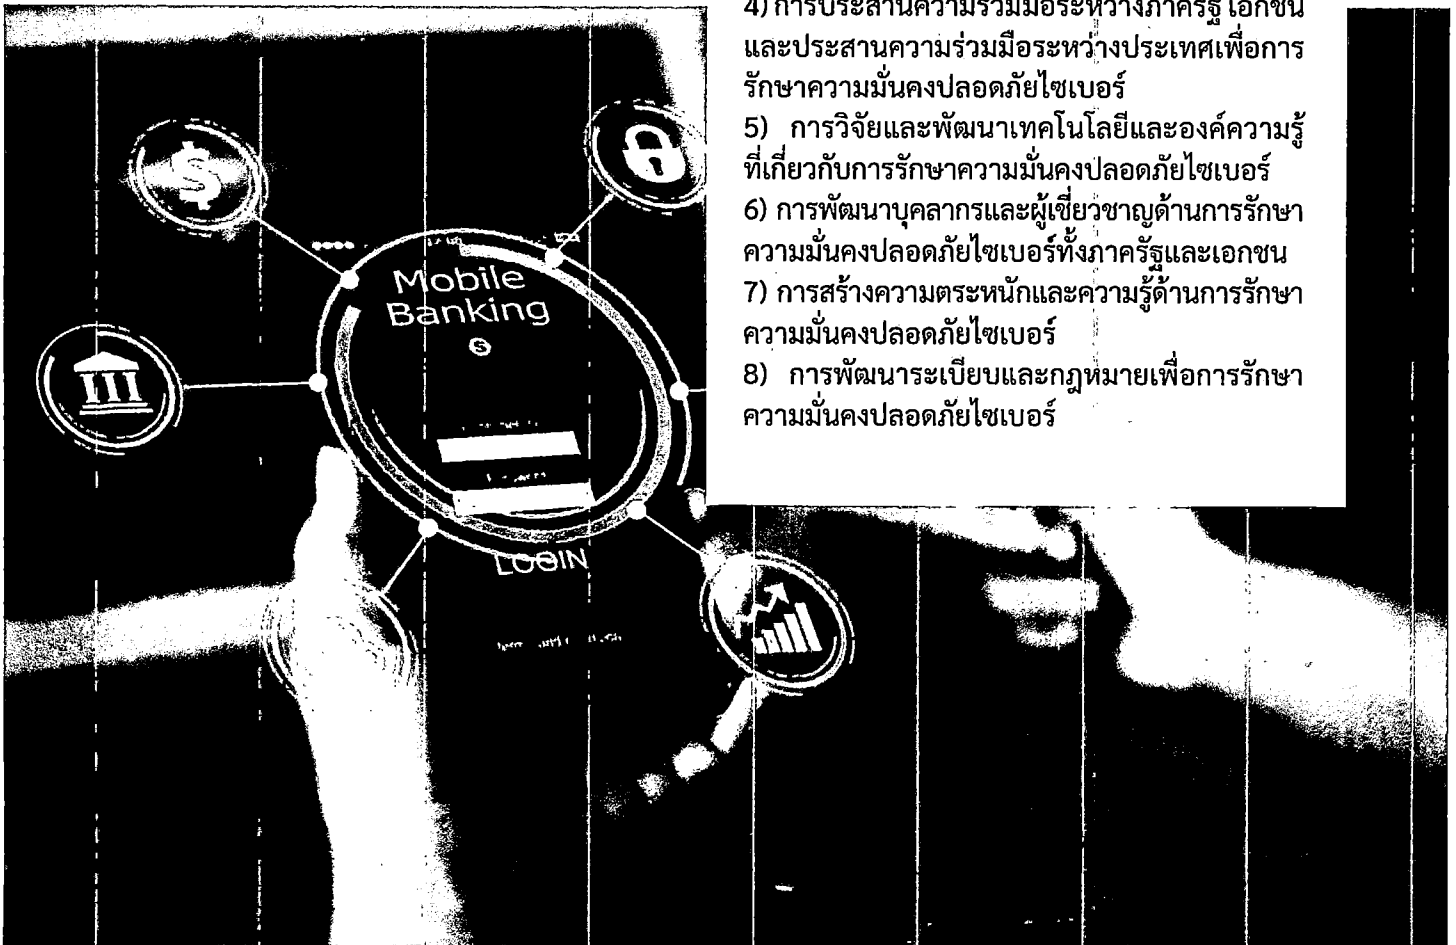 4) การประสานความร่วมมือระหว่างภาครัฐ เอกชน
และประสานความร่วมมือระหว่างประเทศเพื่อการ
รักษาความมั่นคงปลอดภัยไซเบอร์
5) การวิจัยและพัฒนาเทคโนโลยีและองค์ความรู้
ที่เกี่ยวกับการรักษาความมั่นคงปลอดภัยไซเบอร์
6) การพัฒนาบุคลากรและผู้เชี่ยวชาญด้านการรักษา
ความมั่นคงปลอดภัยไซเบอร์ทั้งภาครัฐและเอกชน
7) การสร้างความตระหนักและความรู้ด้านการรักษา
ความมั่นคงปลอดภัยไซเบอร์
8) การพัฒนาระเบียบและกฎหมายเพื่อการรักษา
ความมั่นคงปลอดภัยไซเบอร์
Mobile
Banking
LOGIN